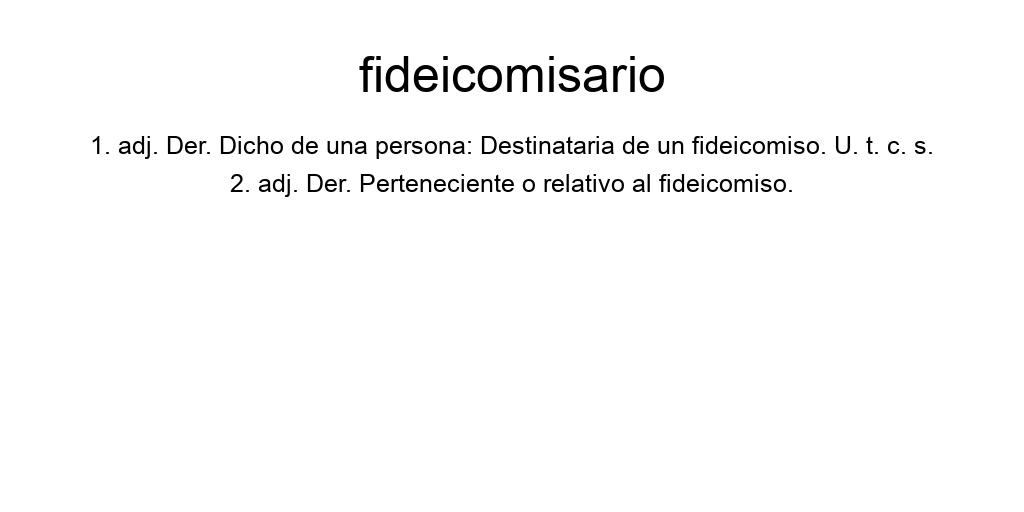 fideicomisario
1. adj. Der. Dicho de una persona: Destinataria de un fideicomiso. U. t. c. s.
2. adj. Der. Perteneciente o relativo al fideicomiso.